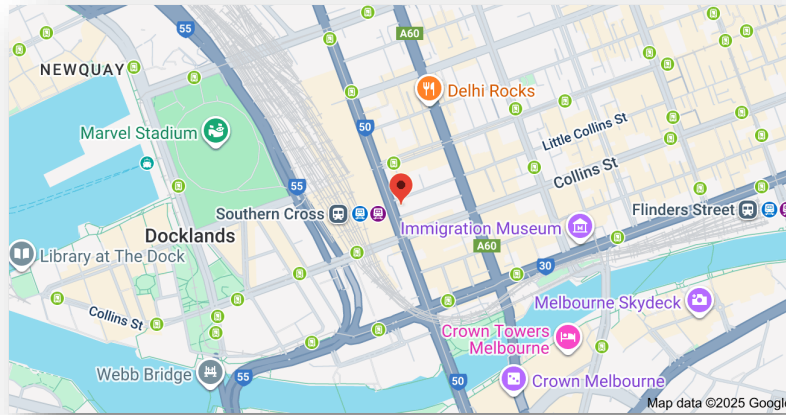 55
A60
NEWQUAY
Delhi Rocks
Marvel Stadium
50
Little Collins St
Collins St
55
Southern Cross
Flinders Street
Immigration Museum
Docklands
A60
Library at The Dock
30
Collins St
Melbourne Skydeck
Crown Towers
Melbourne
Webb Bridge
55
50
Crown Melbourne
Map data ©2025 Google